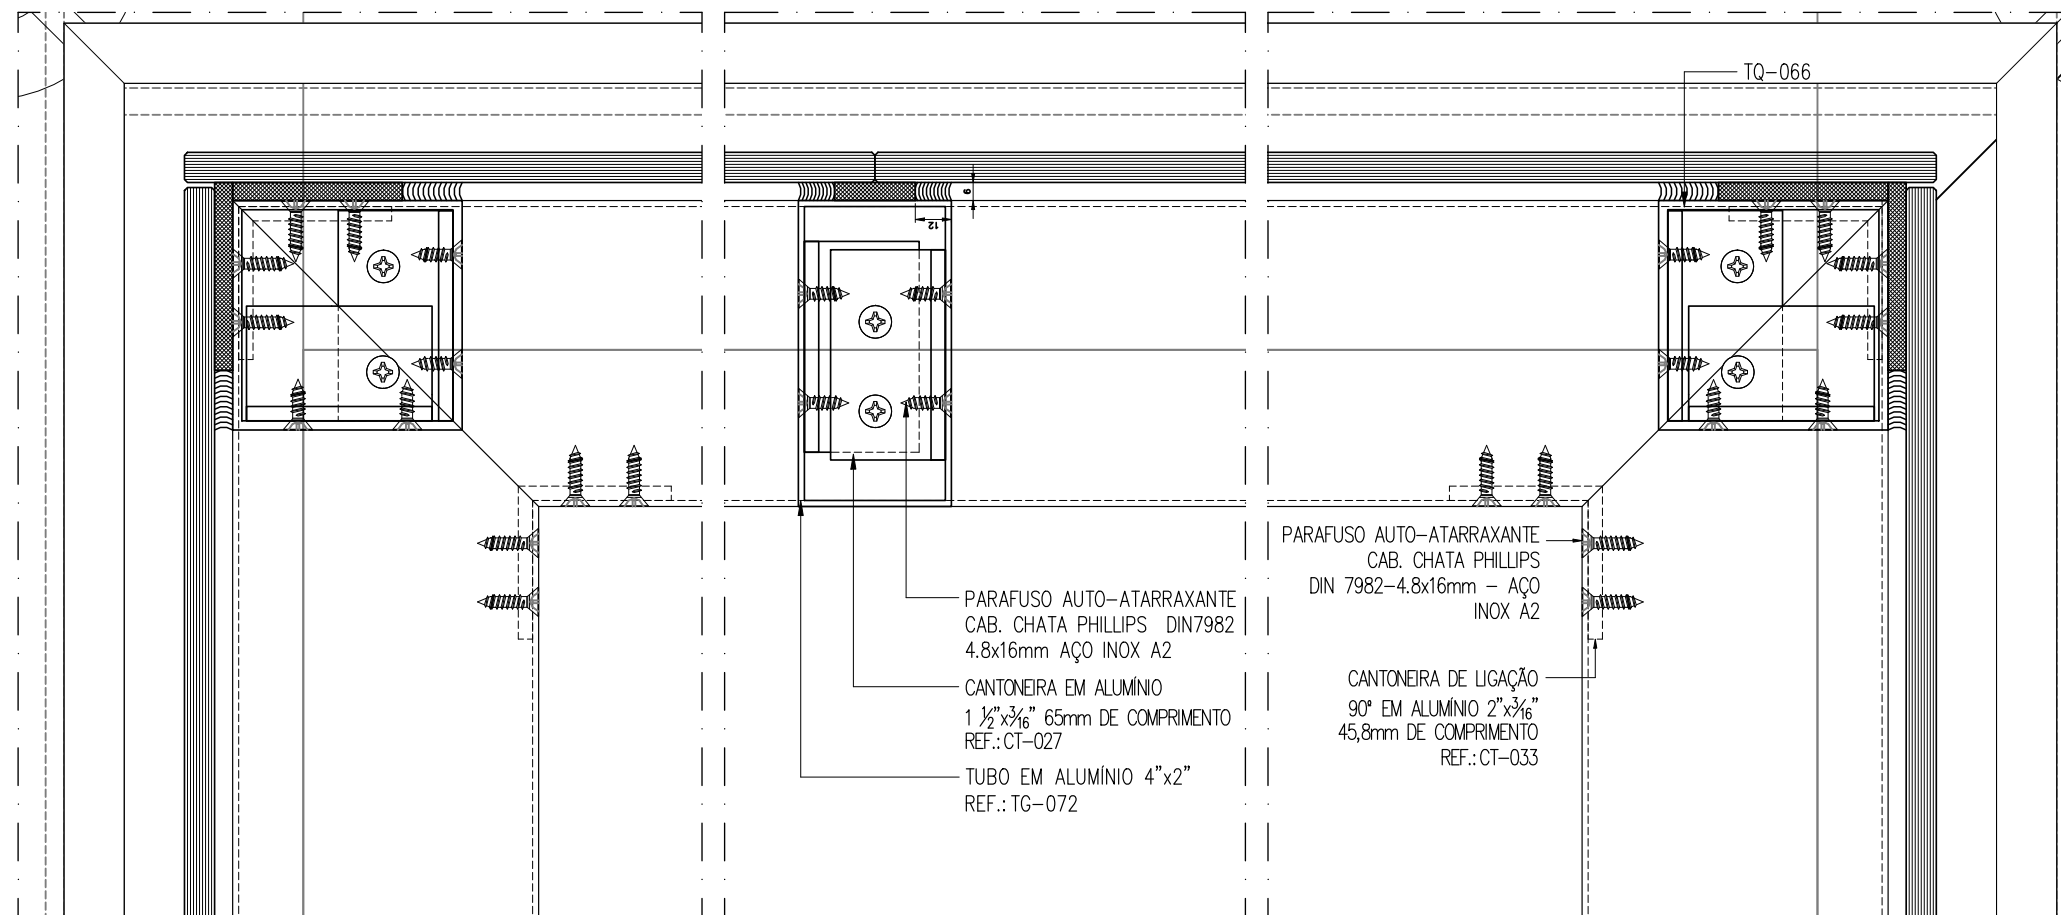 TQ-066
6
12
PARAFUSO AUTO-ATARRAXANTE
CAB. CHATA PHILLIPS DIN7982
4.8x16mm AÇO INOX A2
CANTONEIRA EM ALUMÍNIO
1 ½"x³⁄₁₆" 65mm DE COMPRIMENTO
REF.: CT-027
TUBO EM ALUMÍNIO 4"x2"
REF.: TG-072
PARAFUSO AUTO-ATARRAXANTE
CAB. CHATA PHILLIPS
DIN 7982-4.8x16mm - AÇO
INOX A2
CANTONEIRA DE LIGAÇÃO
90° EM ALUMÍNIO 2"x³⁄₁₆"
45,8mm DE COMPRIMENTO
REF.: CT-033